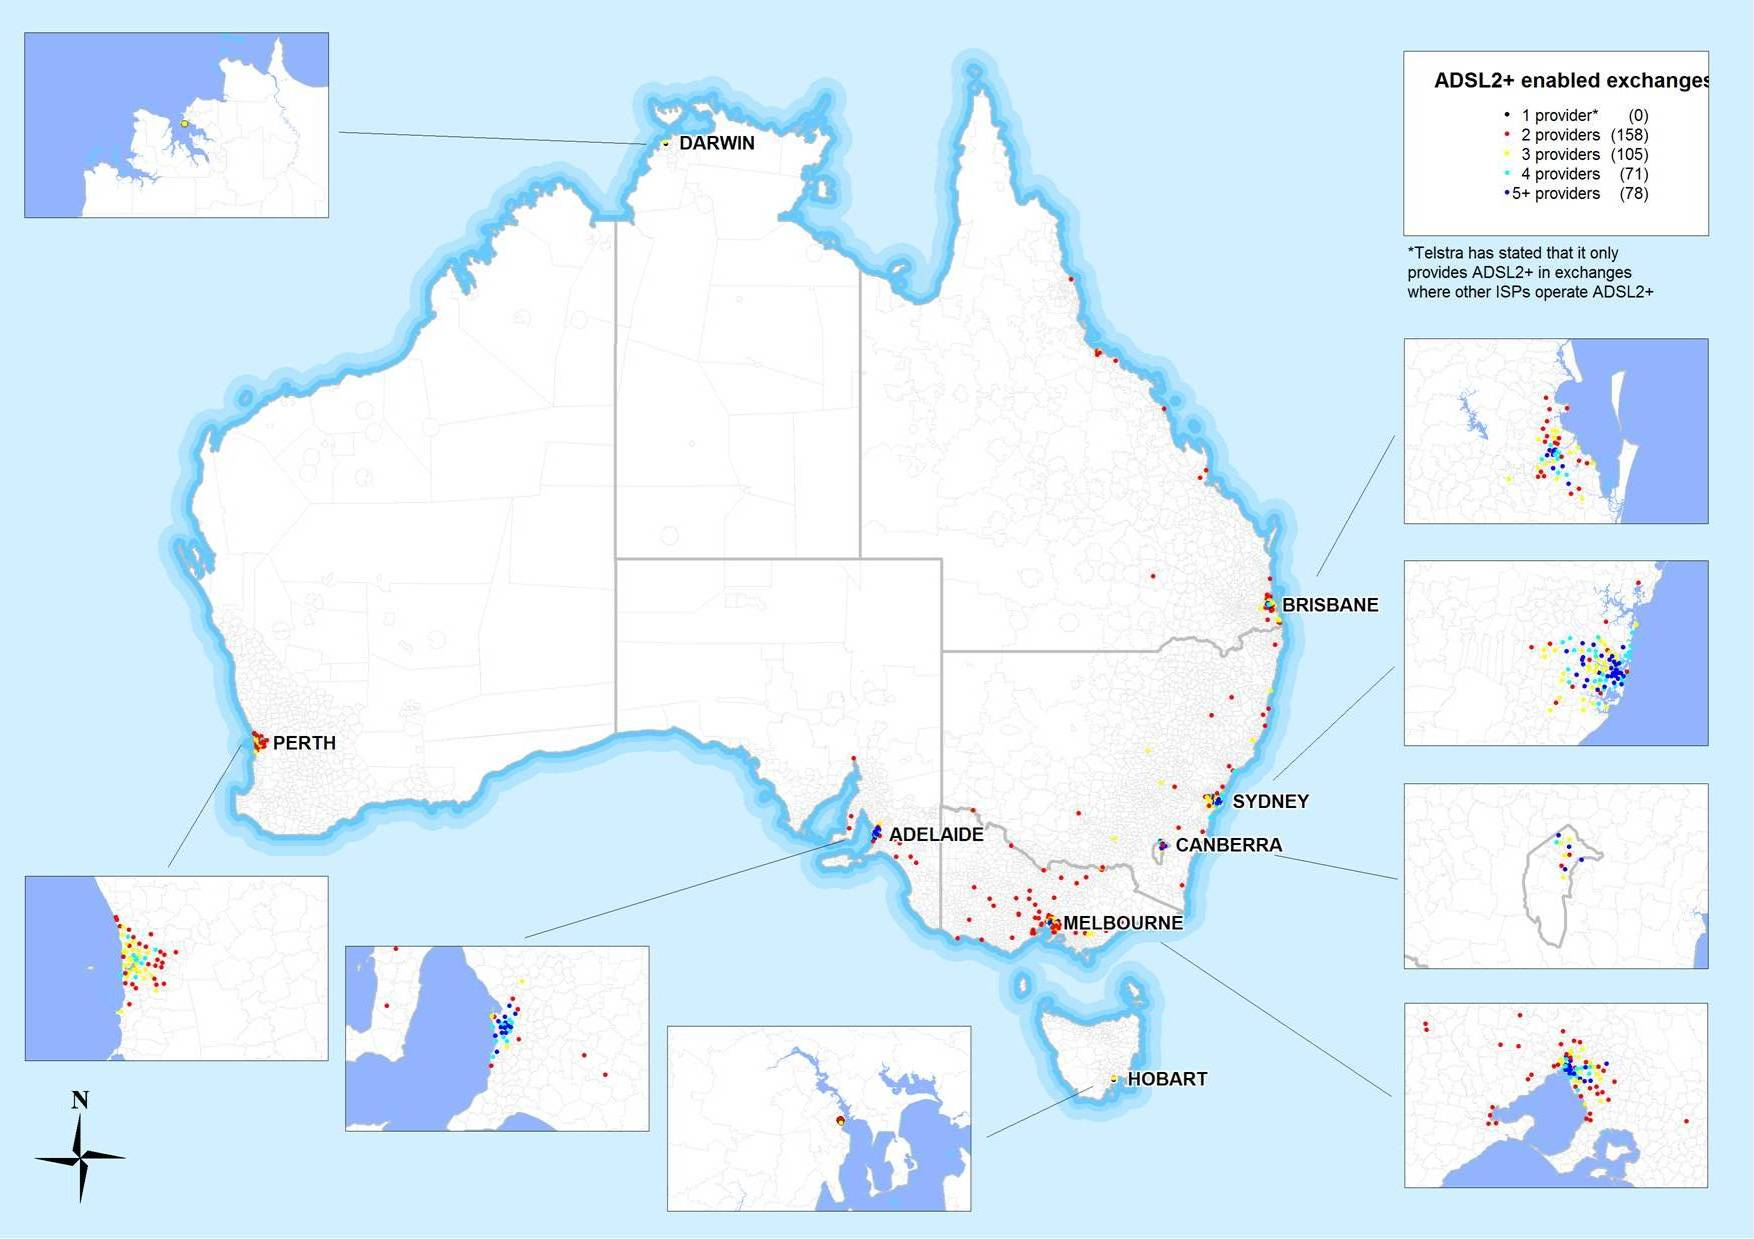 ADSL2+ enabled exchanges
1 provider* (0)
2 providers (158)
3 providers (105)
4 providers (71)
5+ providers (78)
*Telstra has stated that it only
provides ADSL2+ in exchanges
where other ISPs operate ADSL2+
DARWIN
BRISBANE
PERTH
SYDNEY
ADELAIDE
CANBERRA
MELBOURNE
HOBART
N